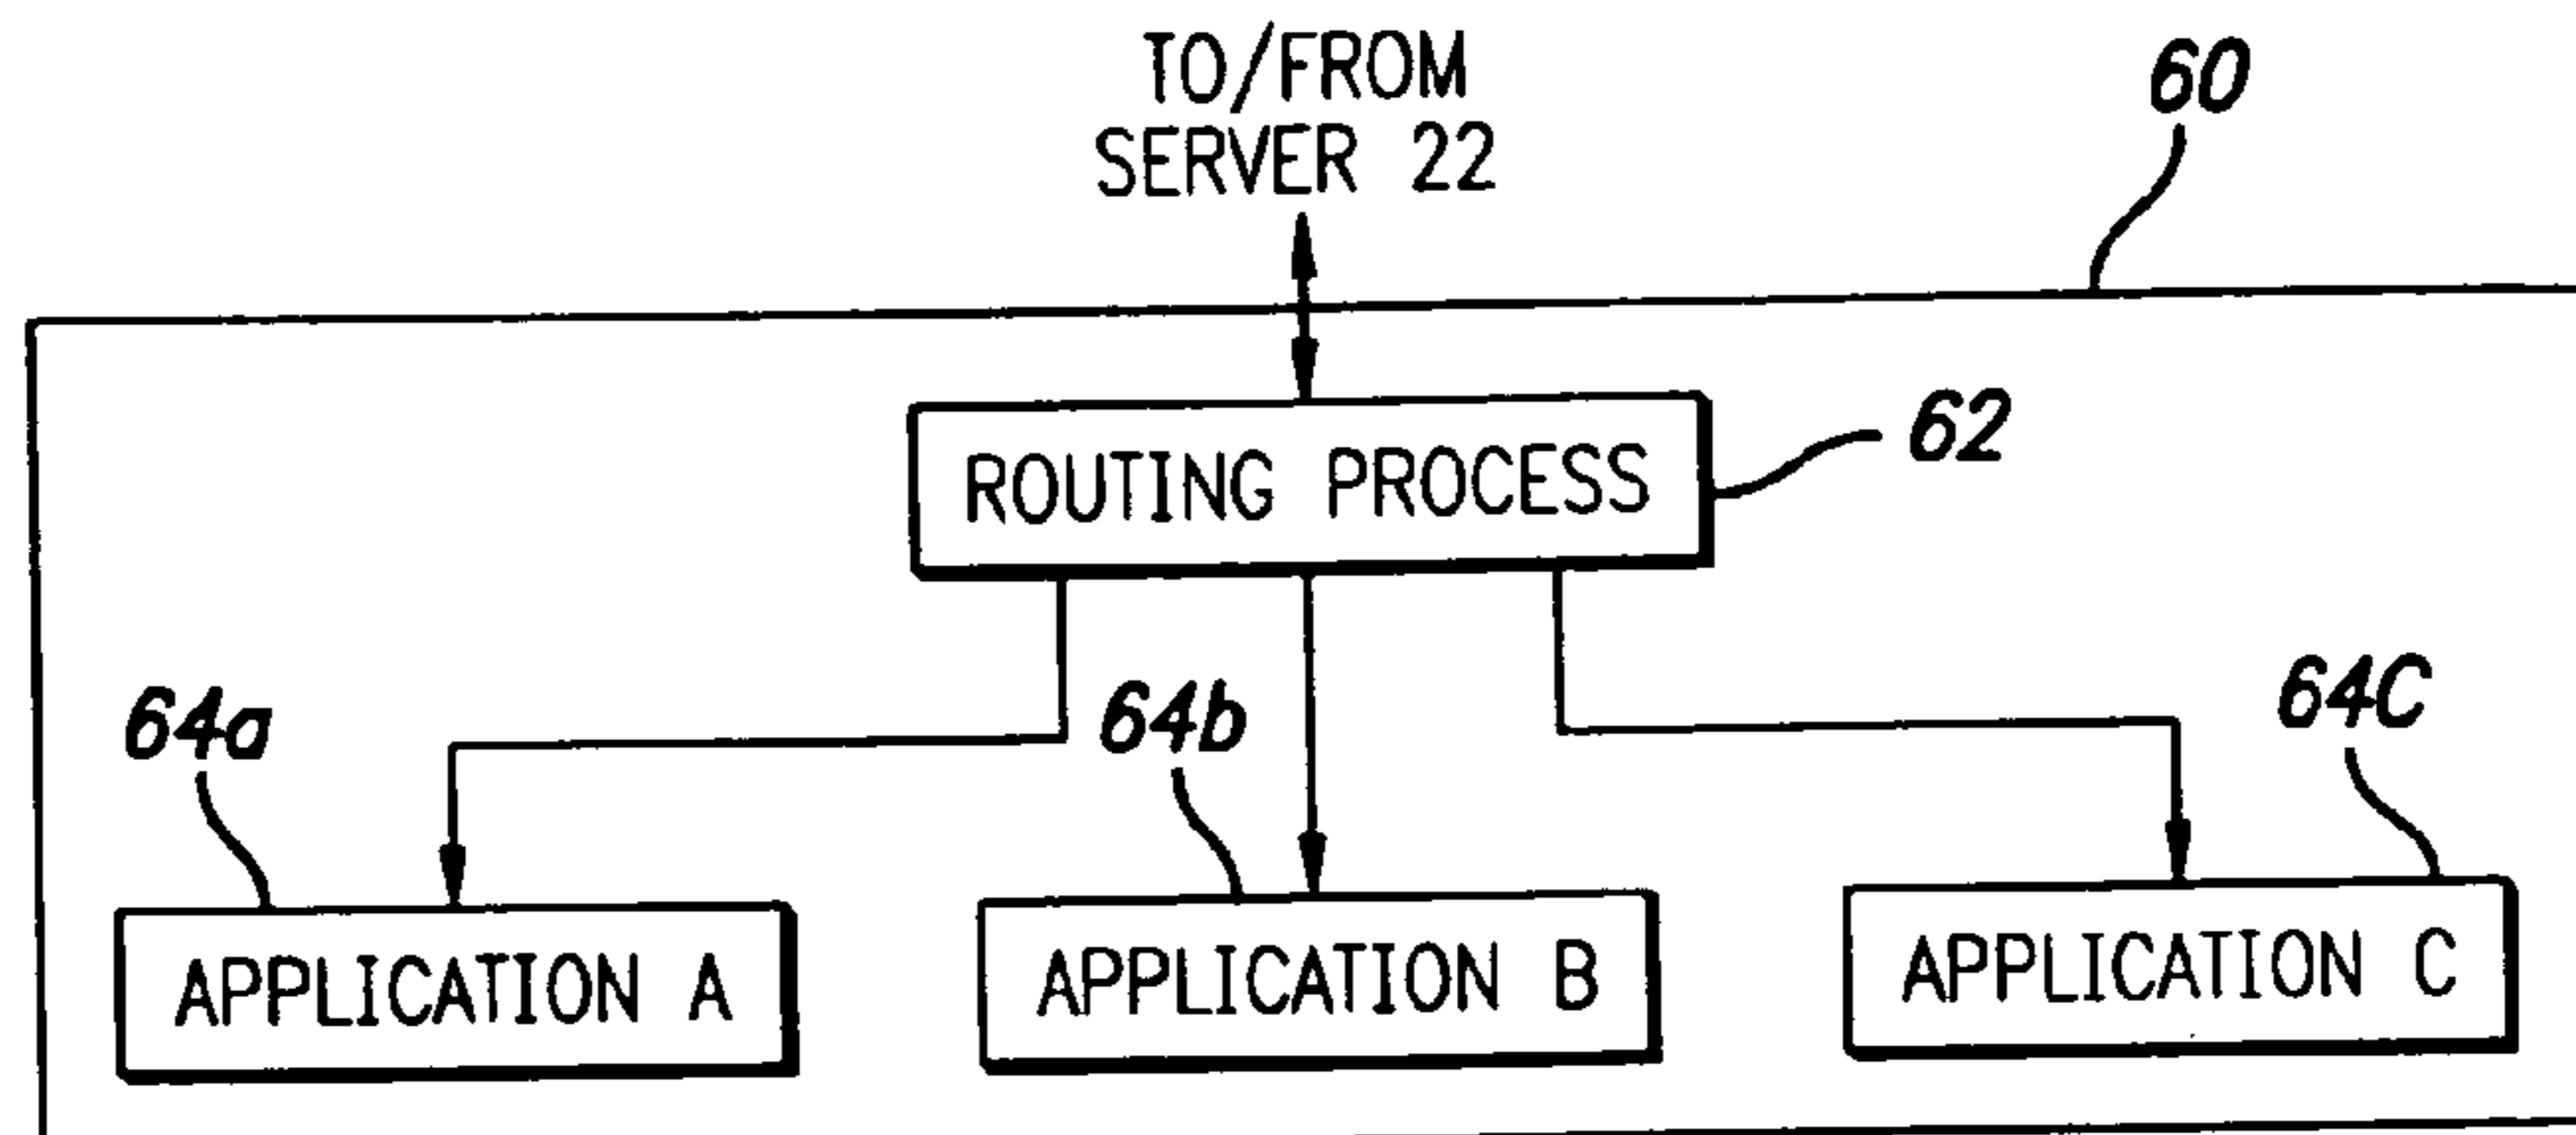 TO/FROM
SERVER 22
60
ROUTING PROCESS
62
64a
64b
64C
APPLICATION A
APPLICATION B
APPLICATION C